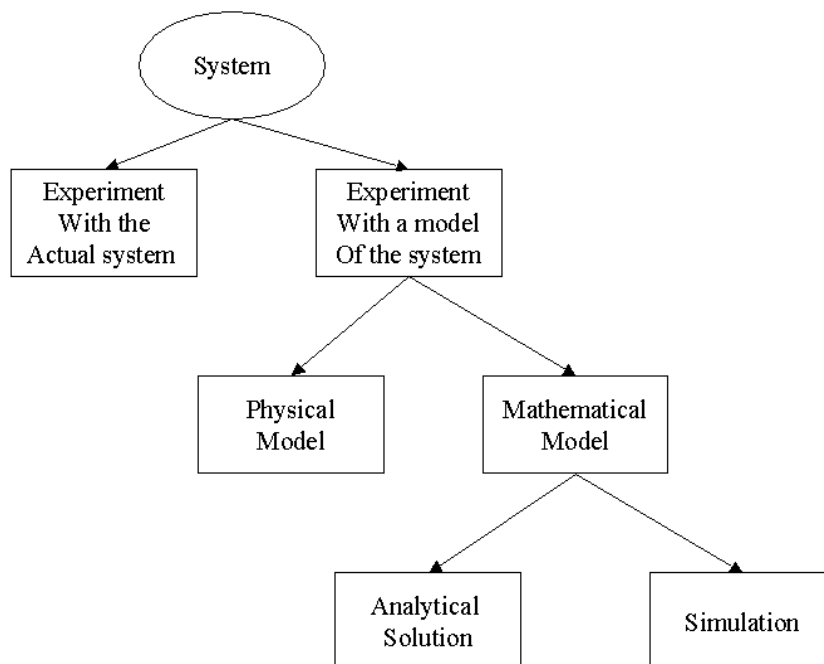 System
Experiment
With the
Actual system
Experiment
With a model
Of the system
Physical
Model
Mathematical
Model
Analytical
Solution
Simulation